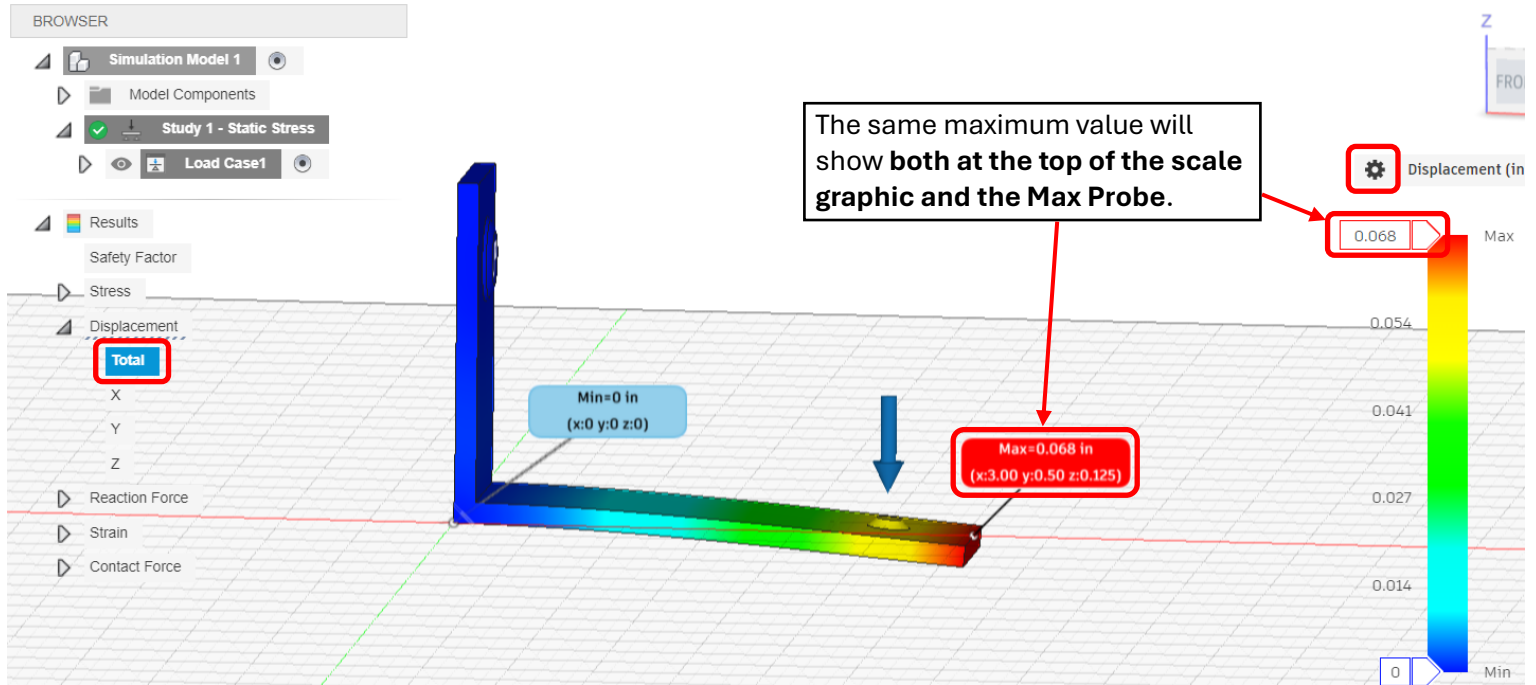 BROWSER
Simulation Model 1
Model Components
Study 1 - Static Stress
Load Case1
Results
Safety Factor
Stress
Displacement
Total
X
Y
Z
Reaction Force
Strain
Contact Force
Min=0 in
(x:0 y:0 z:0)
The same maximum value will
show both at the top of the scale
graphic and the Max Probe.
Max=0.068 in
(x:3.00 y:0.50 z:0.125)
Z
FRO
Displacement (in
0.068
Max
0.054
0.041
0.027
0.014
0
Min